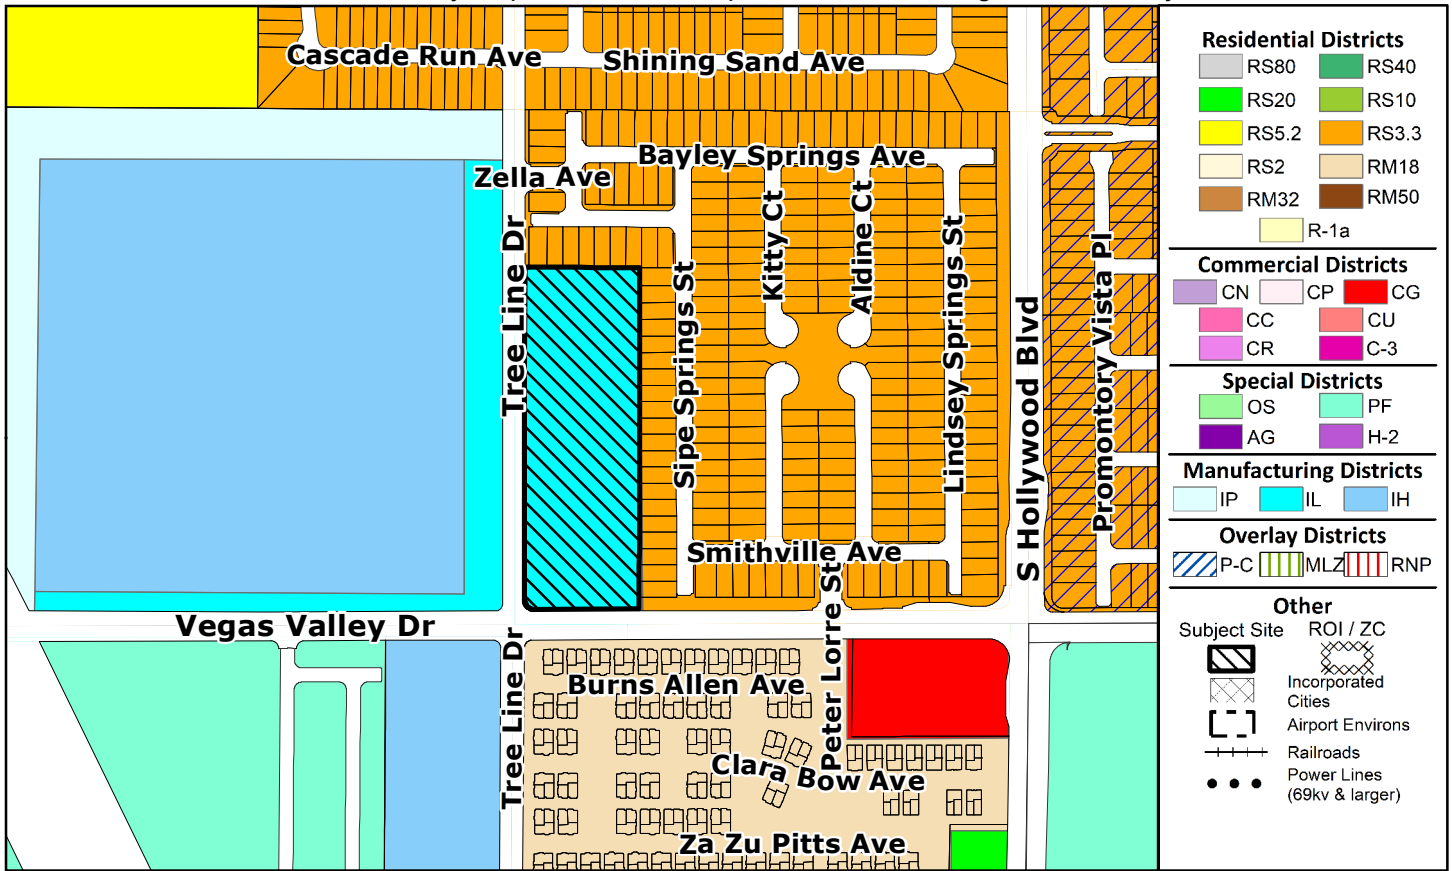 Cascade Run Ave
Shining Sand Ave
Bayley Springs Ave
Zella Ave
Tree Line Dr
Kitty Ct
Aldine Ct
Sipe Springs St
Lindsey Springs St
S Hollywood Blvd
Promontory Vista Pl
Smithville Ave
Vegas Valley Dr
Tree Line Dr
Peter Lorre St
Burns Allen Ave
Clara Bow Ave
Za Zu Pitts Ave
Residential Districts
RS80 RS40
RS20 RS10
RS5.2 RS3.3
RS2 RM18
RM32 RM50
R-1a
Commercial Districts
CN CP CG
CC CU
CR C-3
Special Districts
OS PF
AG H-2
Manufacturing Districts
IP IL IH
Overlay Districts
P-C MLZ RNP
Other
Subject Site ROI / ZC
Incorporated
Cities
Airport Environs
Railroads
Power Lines
(69kv & larger)